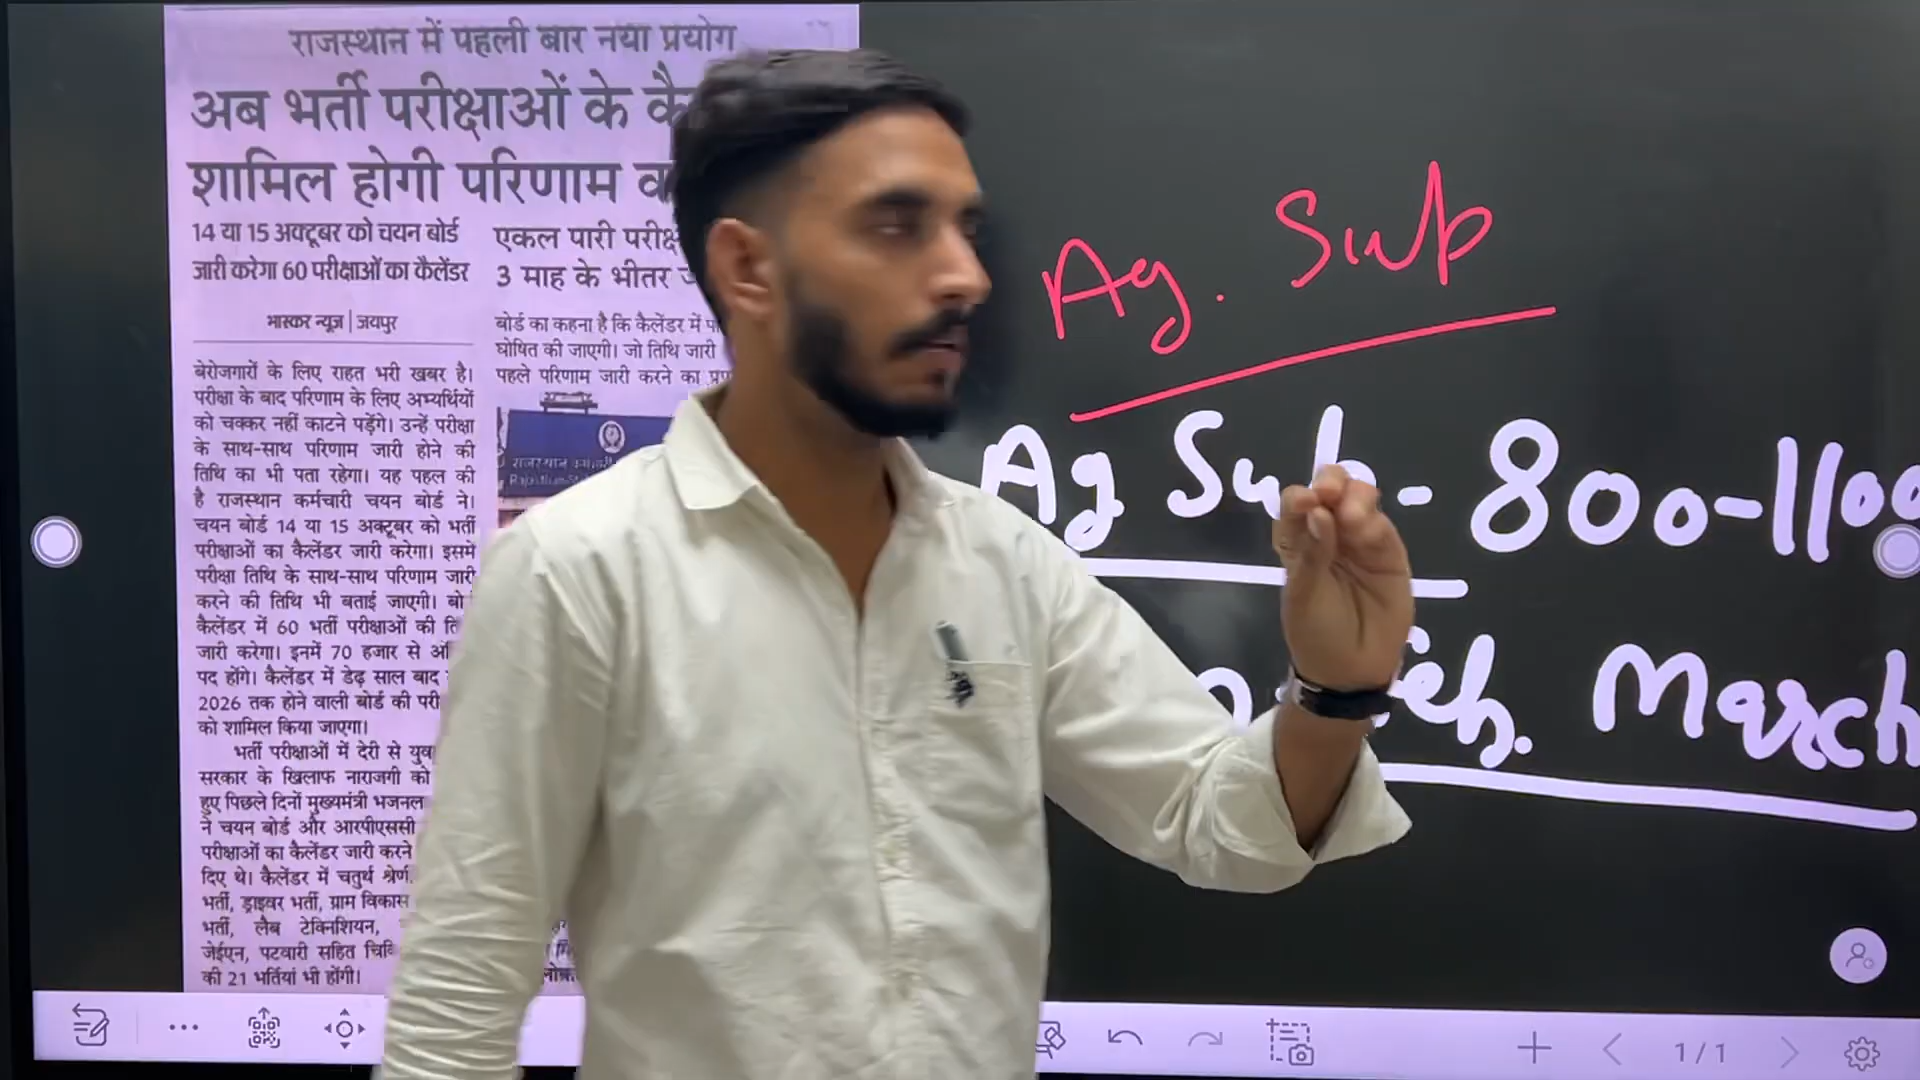 राजस्थान में पहली बार नया प्रयोग
अब भर्ती परीक्षाओं के
शामिल होगी परिणाम
14 या 15 अक्टूबर को चयन बोर्ड
जारी करेगा 60 परीक्षाओं का कैलेंडर
भास्कर न्यूज | जयपुर
बेरोजगारों के लिए राहत भरी खबर है।
परीक्षा के बाद परिणाम के लिए अभ्यर्थियों
को चक्कर नहीं काटने पड़ेंगे। उन्हें परीक्षा
के साथ-साथ परिणाम जारी होने की
तिथि का भी पता रहेगा। यह पहल की
है राजस्थान कर्मचारी चयन बोर्ड ने।
चयन बोर्ड 14 या 15 अक्टूबर को भर्ती
परीक्षाओं का कैलेंडर जारी करेगा। इसमें
परीक्षा तिथि के साथ-साथ परिणाम जारी
करने की तिथि भी बताई जाएगी।
कैलेंडर में 60 भर्ती परीक्षाओं की
जारी करेगा। इनमें 70 हजार से
पद होंगे। कैलेंडर में डेढ़ साल बाद
2026 तक होने वाली बोर्ड की
को शामिल किया जाएगा।
भर्ती परीक्षाओं में देरी से
सरकार के खिलाफ नाराजगी को
हुए पिछले दिनों मुख्यमंत्री
ने चयन बोर्ड और आरपीएससी
परीक्षाओं का कैलेंडर जारी करने
दिए थे। कैलेंडर में चतुर्थ
भर्ती, ड्राइवर भर्ती, ग्राम विकास
भर्ती, लैब टेक्निशियन,
जेईएन, पटवारी सहित
की 21 भर्तियां भी होंगी।
एकल पारी
3 माह के भीतर
बोर्ड का कहना है कि कैलेंडर में
घोषित की जाएगी। जो तिथि जारी
पहले परिणाम जारी करने का
Ag. Sub
Ag Sub - 800-1100
March
1/1